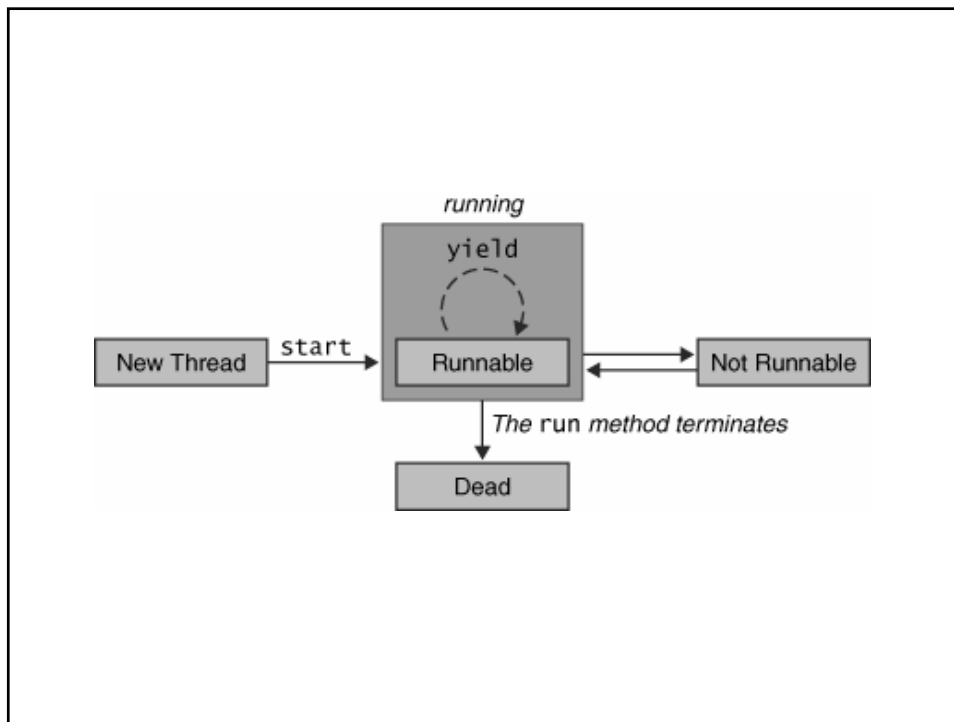 running
yield
New Thread
start
Runnable
Not Runnable
The run method terminates
Dead